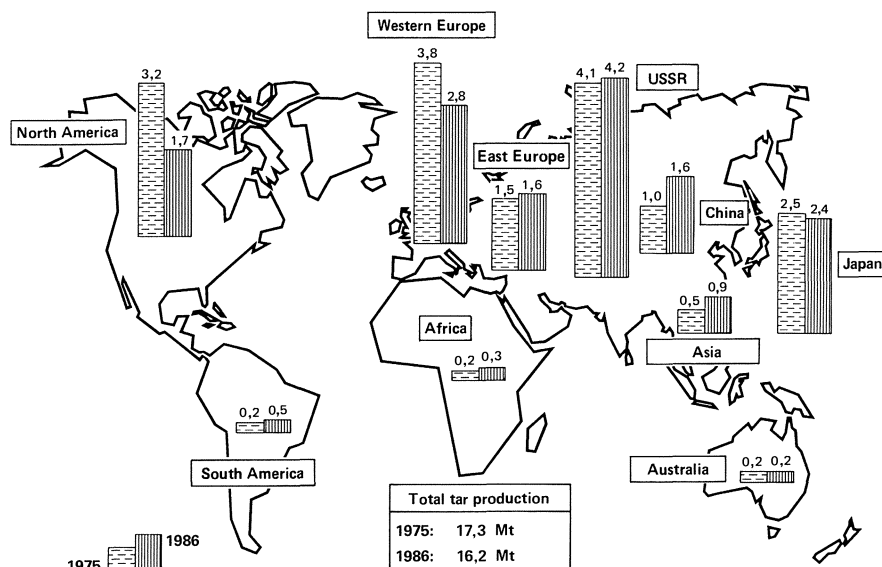 Western Europe
3,8
2,8
3,2
1,7
North America
4,1 4,2
USSR
East Europe
1,5 1,6
1,0
1,6
China
2,5 2,4
Japan
0,5
0,9
Asia
Africa
0,2 0,3
0,2 0,5
South America
Australia
0,2 0,2
Total tar production
1975: 17,3 Mt
1986: 16,2 Mt
1986
1975